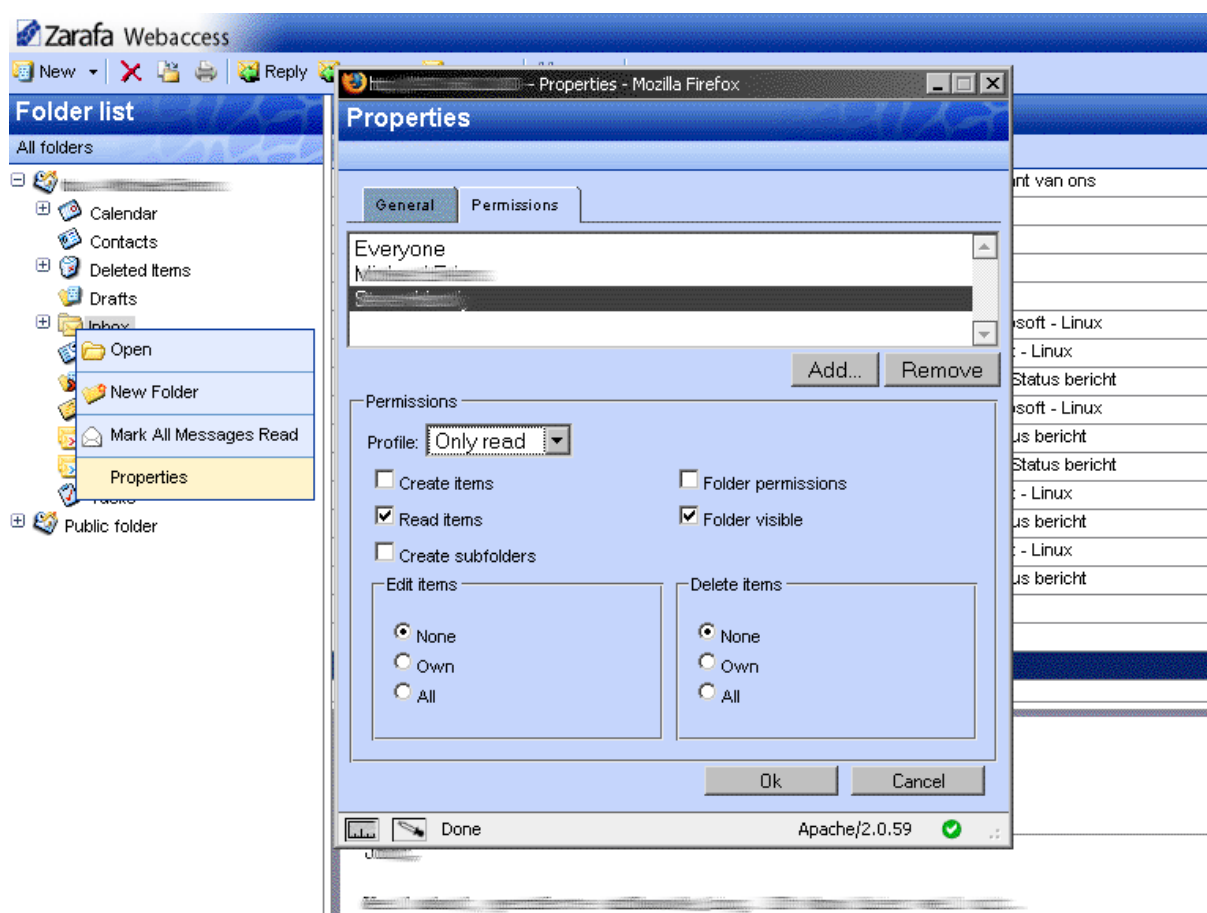 Zarafa Webaccess
New
Reply
Folder list
All folders
Calendar
Contacts
Deleted Items
Drafts
Inbox
Open
New Folder
Mark All Messages Read
Properties
Tasks
Public folder
- Properties - Mozilla Firefox
Properties
General Permissions
Everyone
Add... Remove
Permissions
Profile: Only read
Create items Folder permissions
Read items Folder visible
Create subfolders
Edit items Delete items
None None
Own Own
All All
Ok Cancel
Done Apache/2.0.59
nt van ons
soft - Linux
- Linux
Status bericht
soft - Linux
us bericht
Status bericht
- Linux
us bericht
- Linux
us bericht